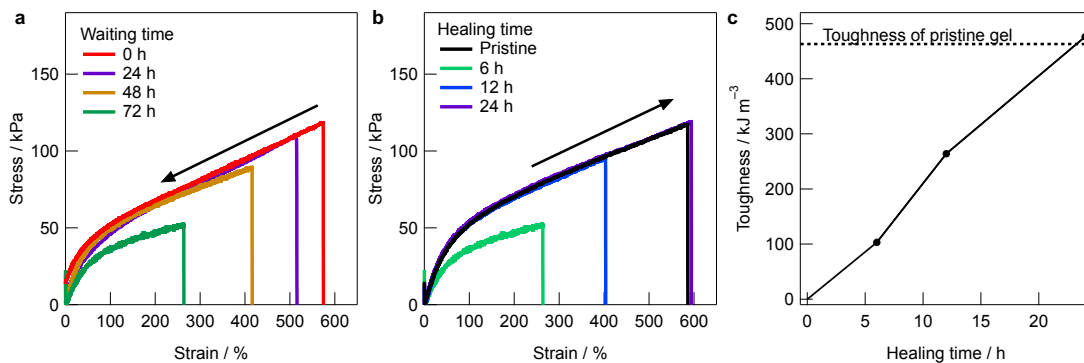 a
Waiting time
0 h
24 h
48 h
72 h
150
100
50
0
Stress / kPa
0 100 200 300 400 500 600
Strain / %
b
Healing time
Pristine
6 h
12 h
24 h
150
100
50
0
Stress / kPa
0 100 200 300 400 500 600
Strain / %
c
Toughness of pristine gel
500
400
300
200
100
0
Toughness / kJ m⁻³
0 5 10 15 20
Healing time / h